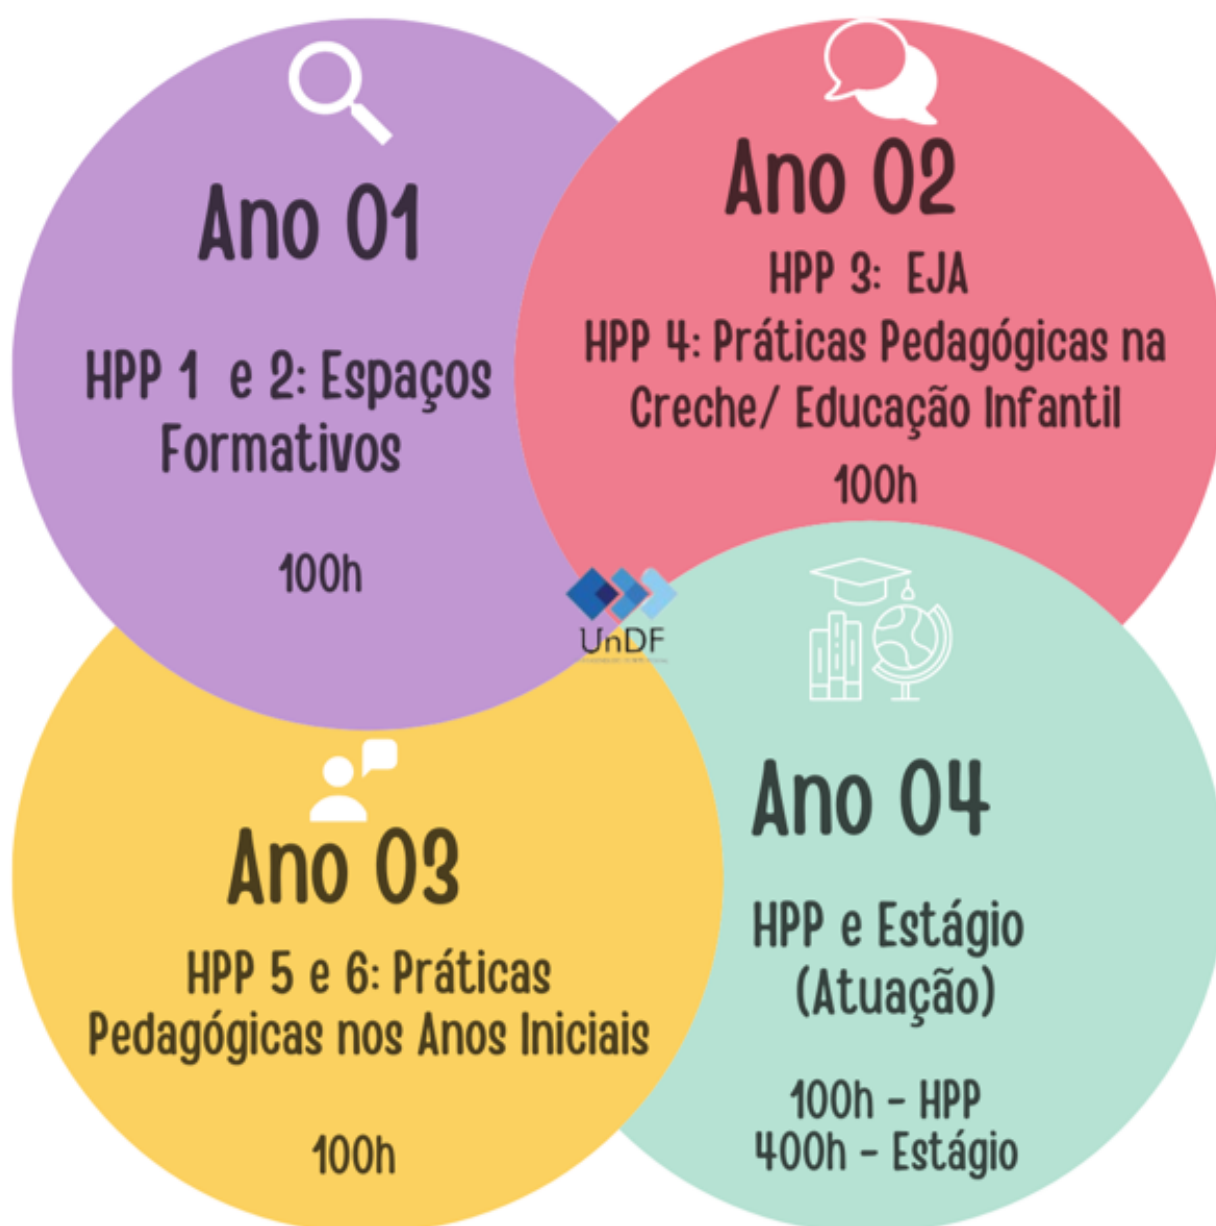 Ano 01
HPP 1 e 2: Espaços
Formativos
100h
Ano 02
HPP 3: EJA
HPP 4: Práticas Pedagógicas na
Creche/ Educação Infantil
100h
UnDF
Ano 03
HPP 5 e 6: Práticas
Pedagógicas nos Anos Iniciais
100h
Ano 04
HPP e Estágio
(Atuação)
100h - HPP
400h - Estágio